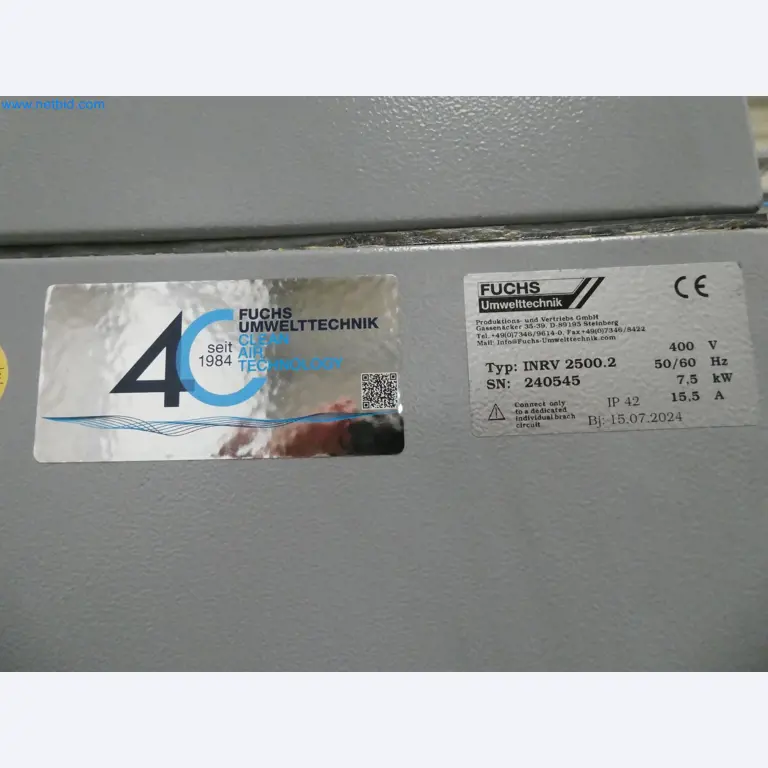 www.netbid.com
40
seit
1984
FUCHS
UMWELTTECHNIK
CLEAN
AIR
TECHNOLOGY
FUCHS
Umwelttechnik
CE
Produktions- und Vertriebs GmbH
Gassenäcker 35-39, D-89195 Steinberg
Tel.+49(0)7346/9614-0, Fax+49(0)7346/8422
Mail: Info@Fuchs-Umwelttechnik.com
400 V
Typ: INRV 2500.2 50/60 Hz
SN: 240545 7,5 kW
IP 42 15,5 A
Connect only
to a dedicated
individual brach
circuit
Bj: 15.07.2024